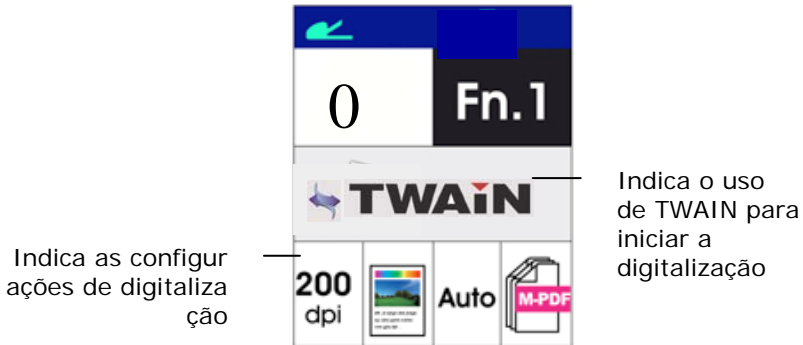 0
Fn.1
TWAiN
Indica o uso
de TWAIN para
iniciar a
digitalização
Indica as configur
ações de digitaliza
ção
200
dpi
Auto
M-PDF